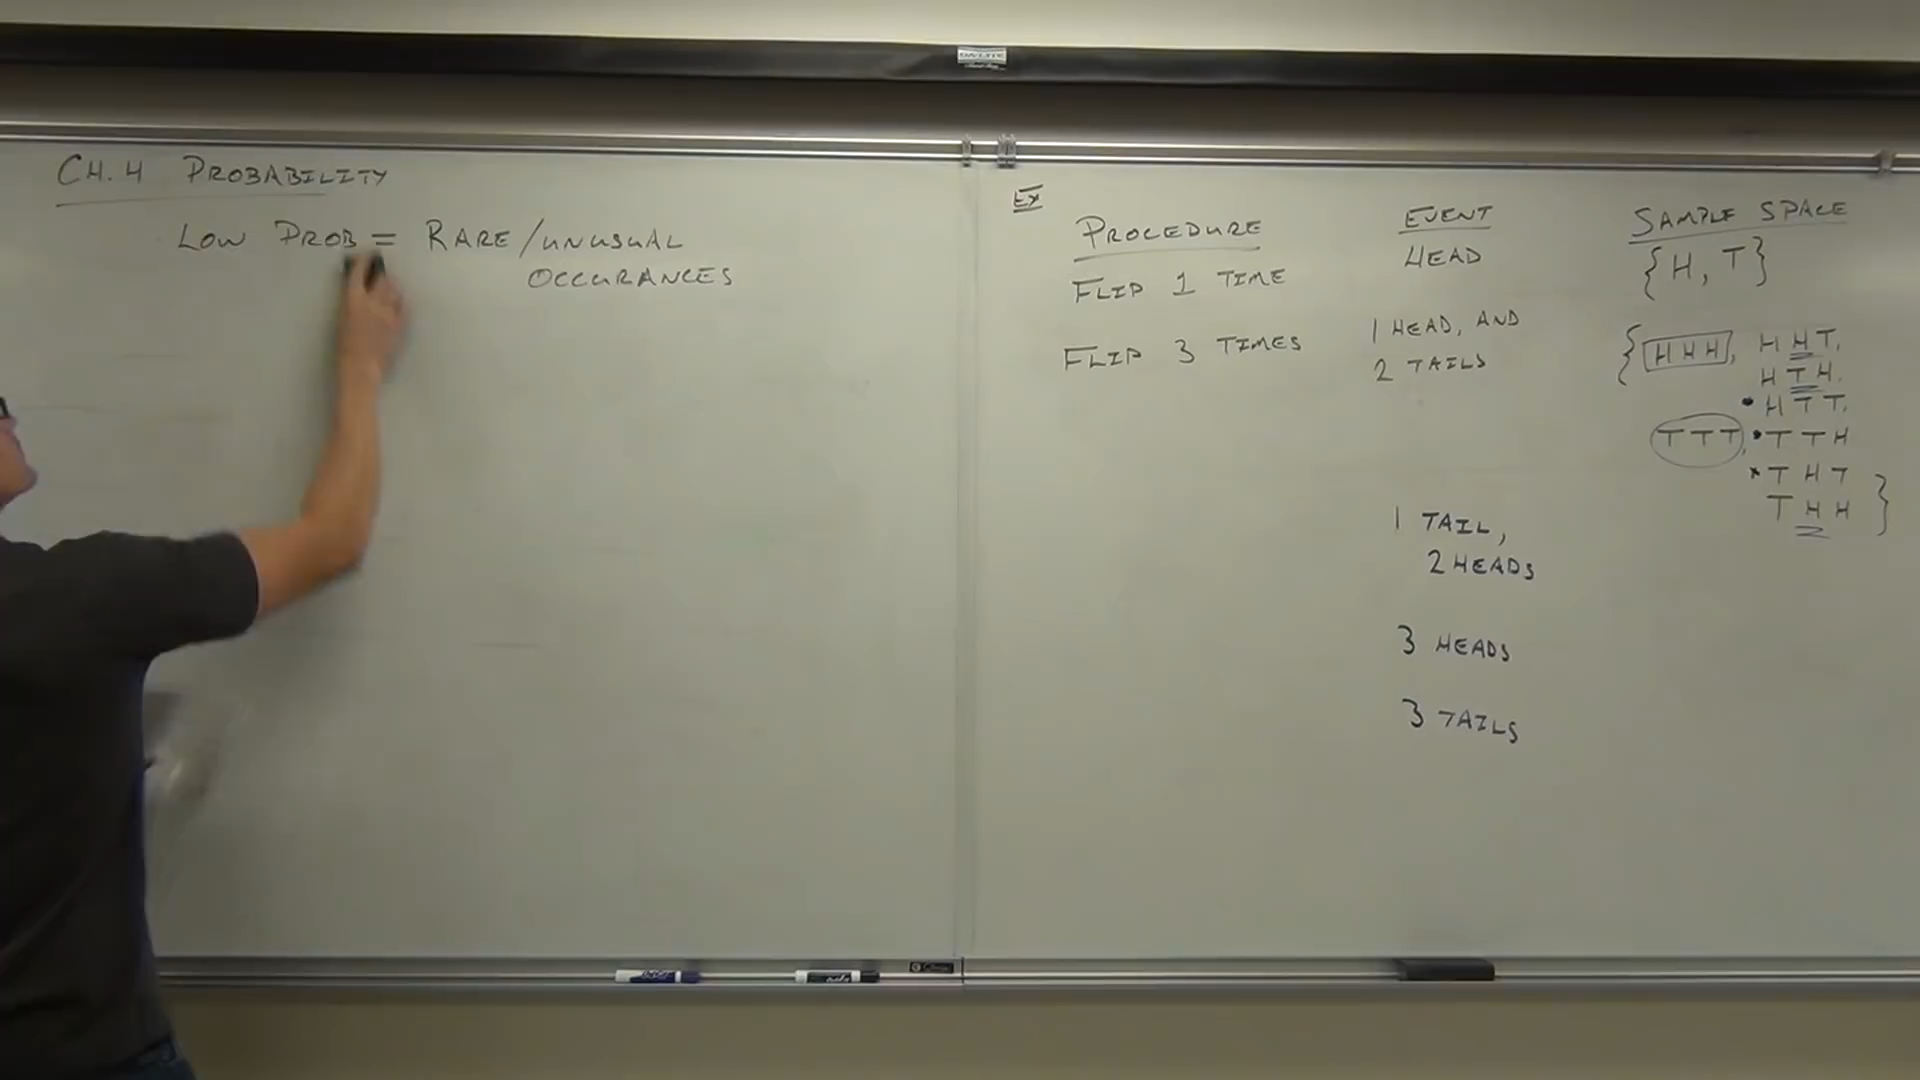 CH. 4 PROBABILITY
LOW PROB = RARE/UNUSUAL
OCCURANCES
EX
PROCEDURE
EVENT
SAMPLE SPACE
FLIP 1 TIME
HEAD
{H, T}
FLIP 3 TIMES
1 HEAD, AND
2 TAILS
{HHH, HHT,
HTH,
• HTT,
TTT, • TTH
• THT
THH}
1 TAIL,
2 HEADS
3 HEADS
3 TAILS
DA-LITE